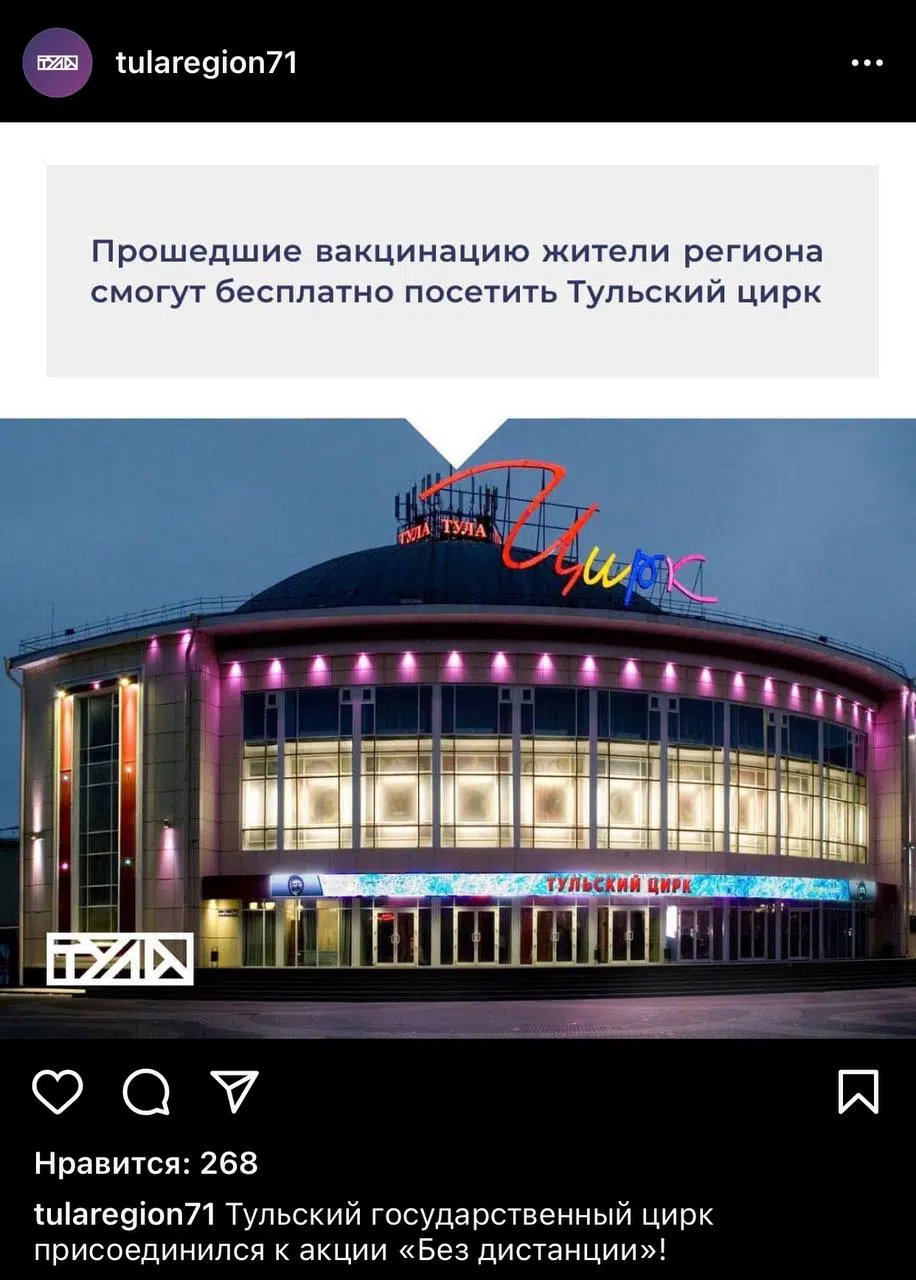 ТУЛА
tularegion71
Прошедшие вакцинацию жители региона
смогут бесплатно посетить Тульский цирк
ТУЛА ТУЛА
Цирк
ТУЛЬСКИЙ ЦИРК
ТУЛА
Нравится: 268
tularegion71 Тульский государственный цирк
присоединился к акции «Без дистанции»!